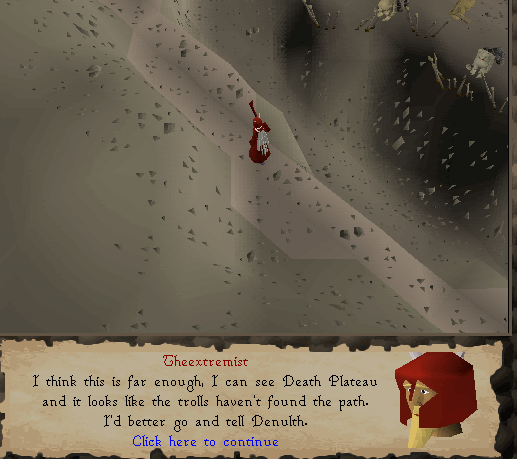 Theextremist
I think this is far enough, I can see Death Plateau
and it looks like the trolls haven't found the path.
I'd better go and tell Denulth.
Click here to continue